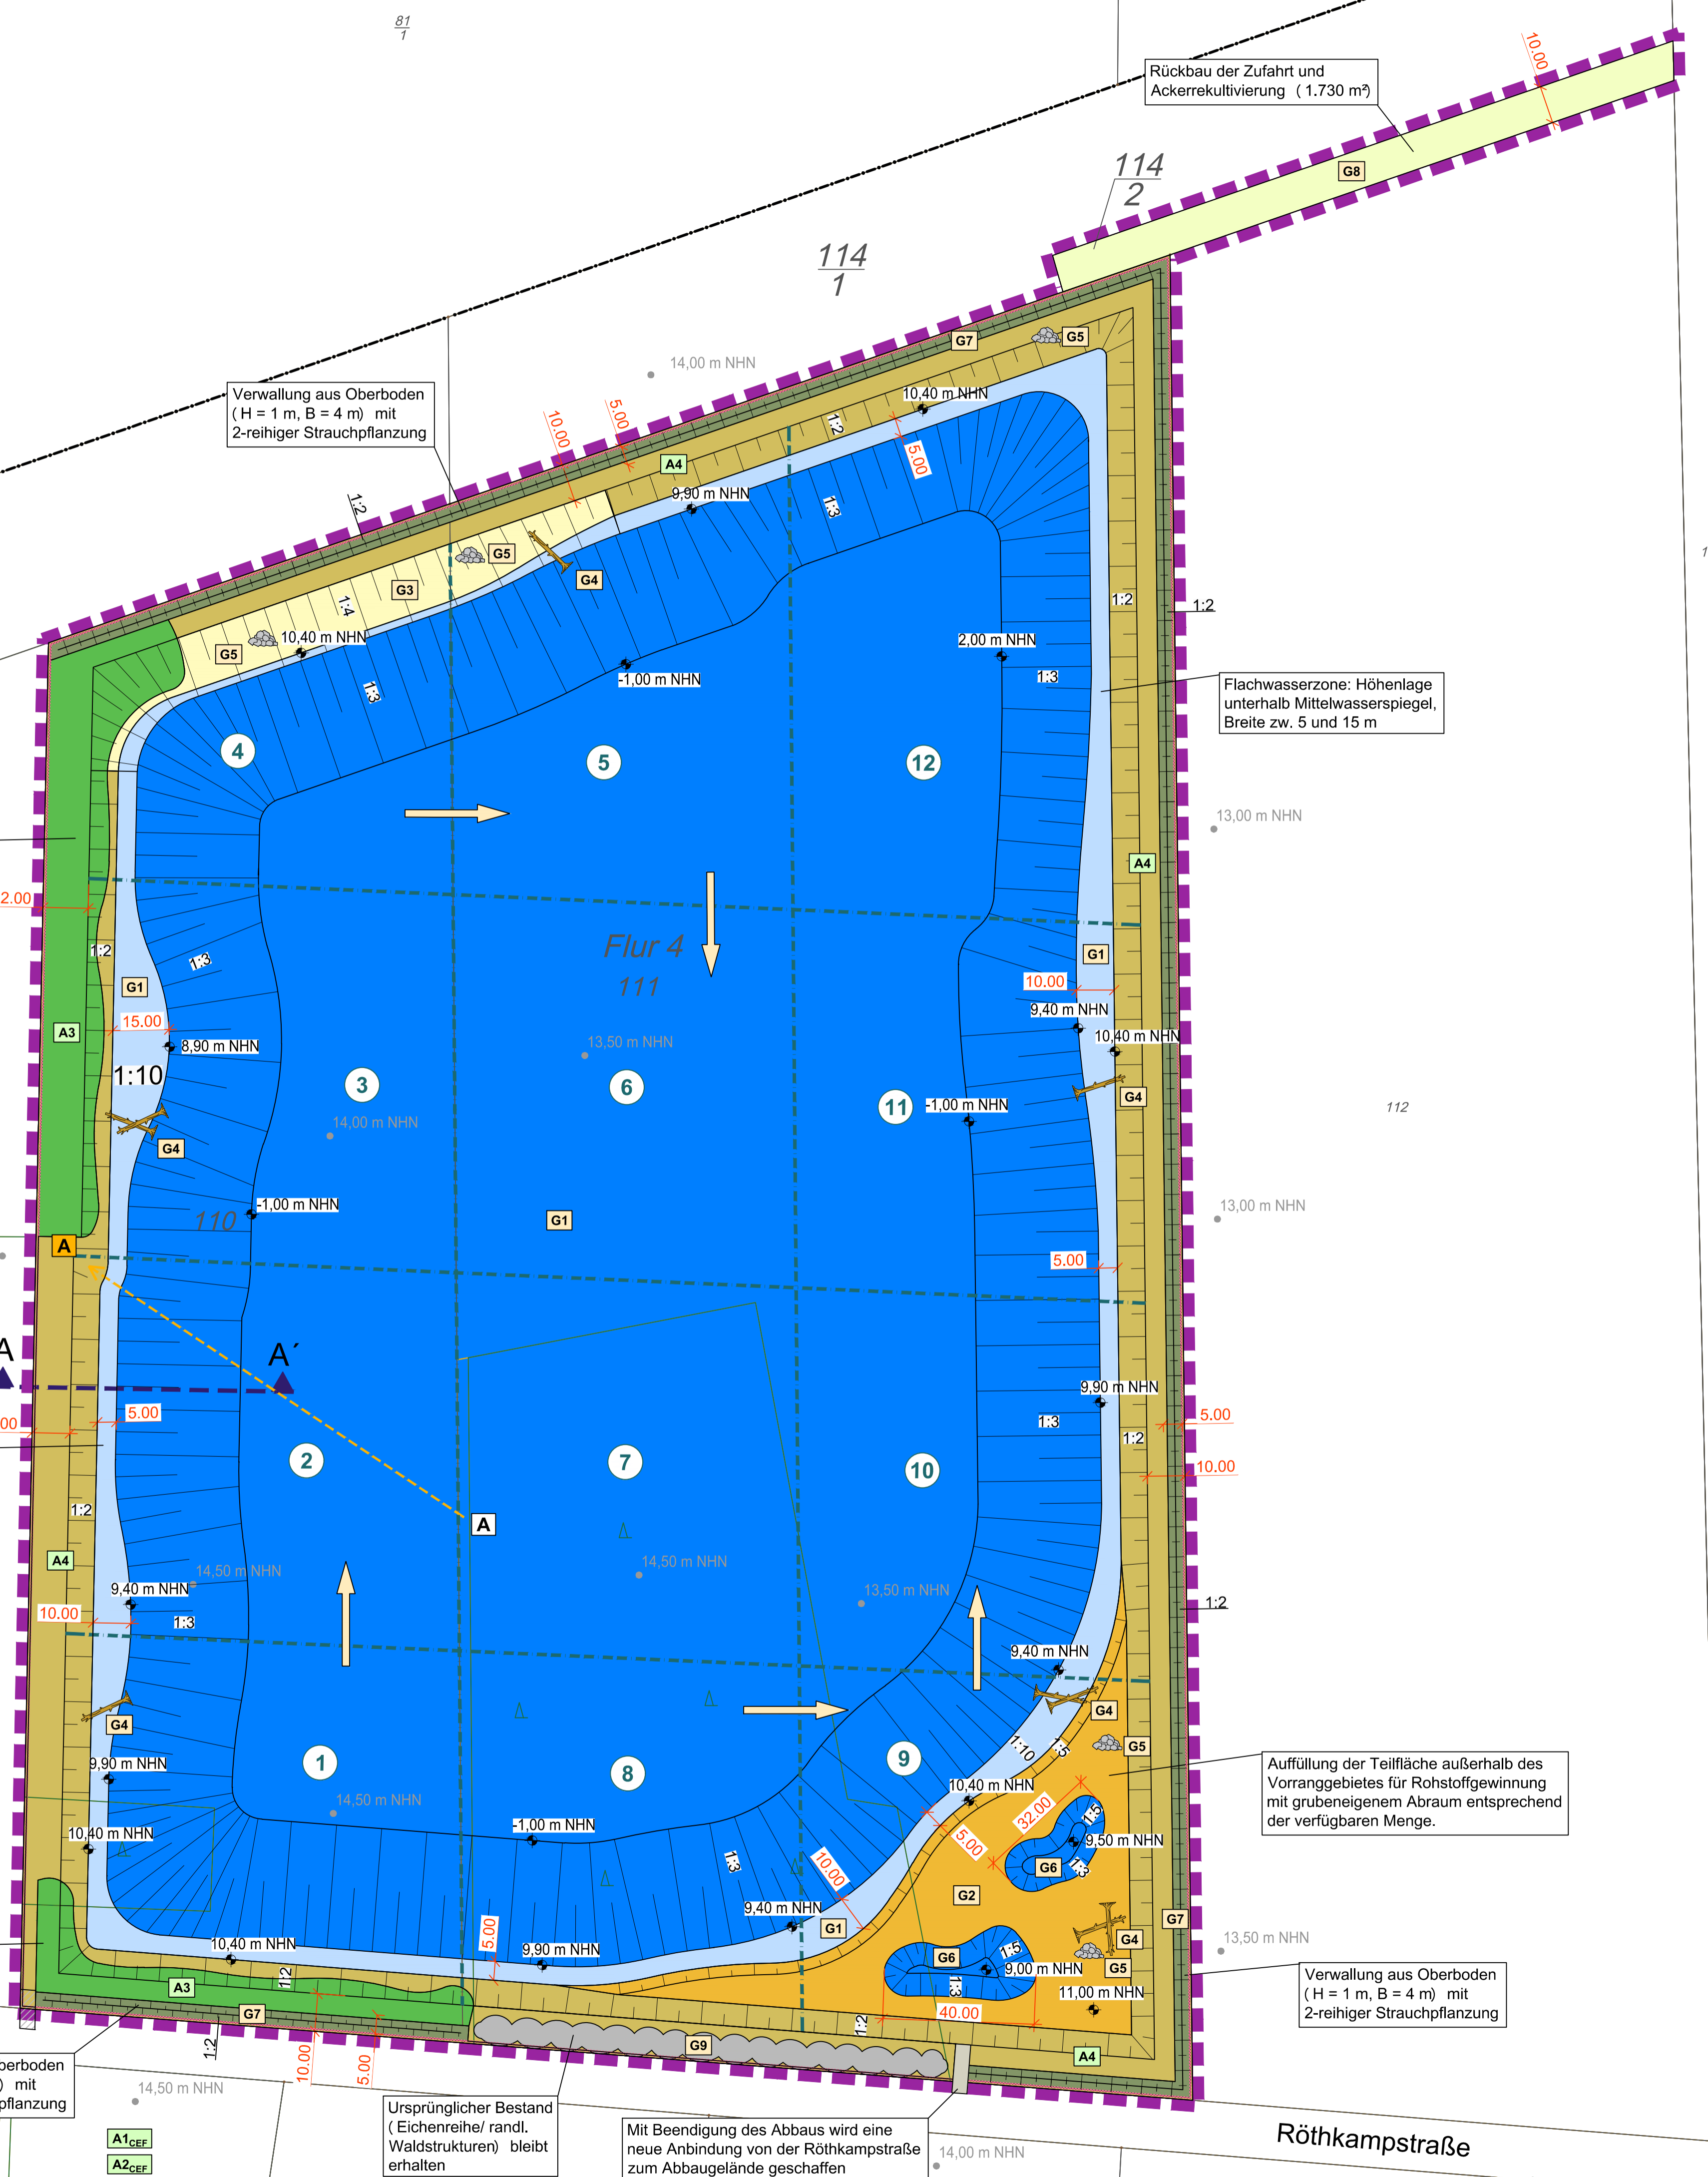 81
1
10.00
Rückbau der Zufahrt und
Ackerrekultivierung ( 1.730 m²)
G8
114
2
114
1
G7
G5
14,00 m NHN
10,40 m NHN
Verwallung aus Oberboden
( H = 1 m, B = 4 m) mit
2-reihiger Strauchpflanzung
10.00
5.00
1:2
5.00
A4
9,90 m NHN
1:3
1:2
G5
G4
G3
1:4
1:2
1:2
10,40 m NHN
G5
2,00 m NHN
1:3
-1,00 m NHN
1:3
Flachwasserzone: Höhenlage
unterhalb Mittelwasserspiegel,
Breite zw. 5 und 15 m
4
5
12
13,00 m NHN
A4
2.00
1:2
Flur 4
111
G1
1:3
G1
10.00
9,40 m NHN
15.00
A3
8,90 m NHN
10,40 m NHN
13,50 m NHN
1:10
3
6
11
-1,00 m NHN
G4
112
14,00 m NHN
G4
-1,00 m NHN
110
G1
13,00 m NHN
A
5.00
A
A´
9,90 m NHN
5.00
00
1:3
5.00
1:2
2
7
10
10.00
1:2
A
A4
14,50 m NHN
14,50 m NHN
9,40 m NHN
13,50 m NHN
10.00
1:3
1:2
9,40 m NHN
G4
G4
1:10
1:5
G5
9,90 m NHN
1
8
9
Auffüllung der Teilfläche außerhalb des
Vorranggebietes für Rohstoffgewinnung
mit grubeneigenem Abraum entsprechend
der verfügbaren Menge.
10,40 m NHN
14,50 m NHN
32.00
1:5
-1,00 m NHN
10,40 m NHN
5.00
9,50 m NHN
1:3
10.00
G6
1:3
G2
9,40 m NHN
G1
G7
5.00
G4
13,50 m NHN
10,40 m NHN
9,90 m NHN
G6
1:5
G5
9,00 m NHN
1:2
A3
1:3
11,00 m NHN
Verwallung aus Oberboden
( H = 1 m, B = 4 m) mit
2-reihiger Strauchpflanzung
G7
40.00
1:2
1:2
G9
A4
10.00
5.00
berboden
) mit
pflanzung
14,50 m NHN
Ursprünglicher Bestand
( Eichenreihe/ randl.
Waldstrukturen) bleibt
erhalten
Mit Beendigung des Abbaus wird eine
neue Anbindung von der Röthkampstraße
zum Abbaugelände geschaffen
Röthkampstraße
14,00 m NHN
A1CEF
A2CEF